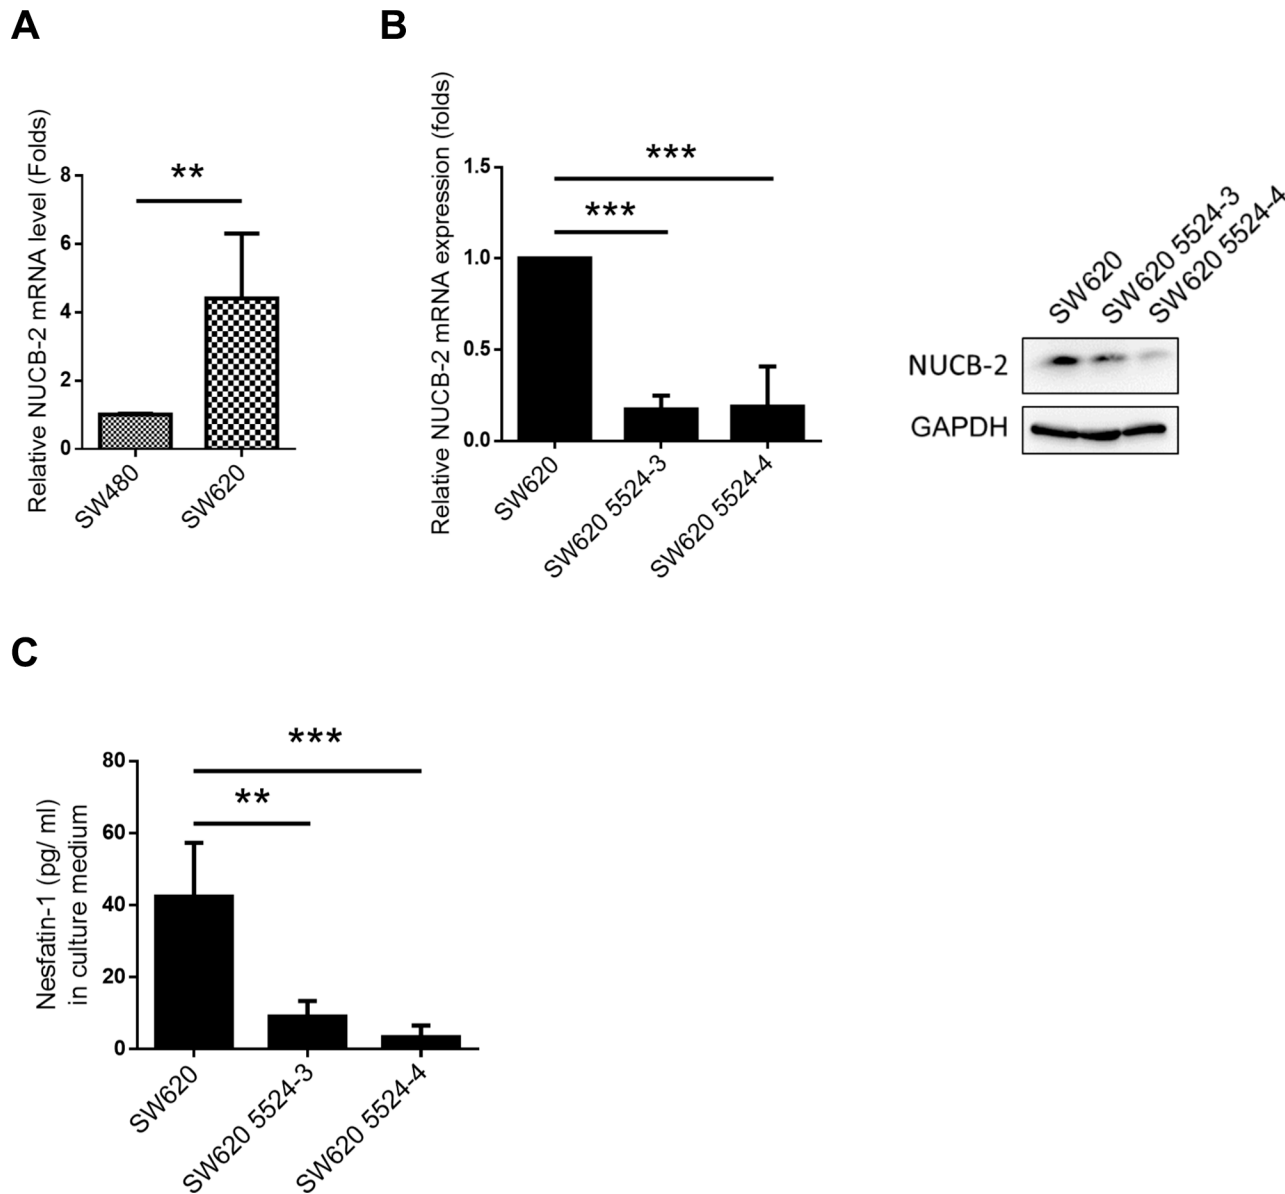 A
Relative NUCB-2 mRNA level (Folds)
8
6
4
2
0
**
SW480
SW620
B
Relative NUCB-2 mRNA expression (folds)
1.5
1.0
0.5
0.0
***
***
SW620
SW620 5524-3
SW620 5524-4
SW620
SW620 5524-3
SW620 5524-4
NUCB-2
GAPDH
C
Nesfatin-1 (pg/ ml)
in culture medium
80
60
40
20
0
***
**
SW620
SW620 5524-3
SW620 5524-4